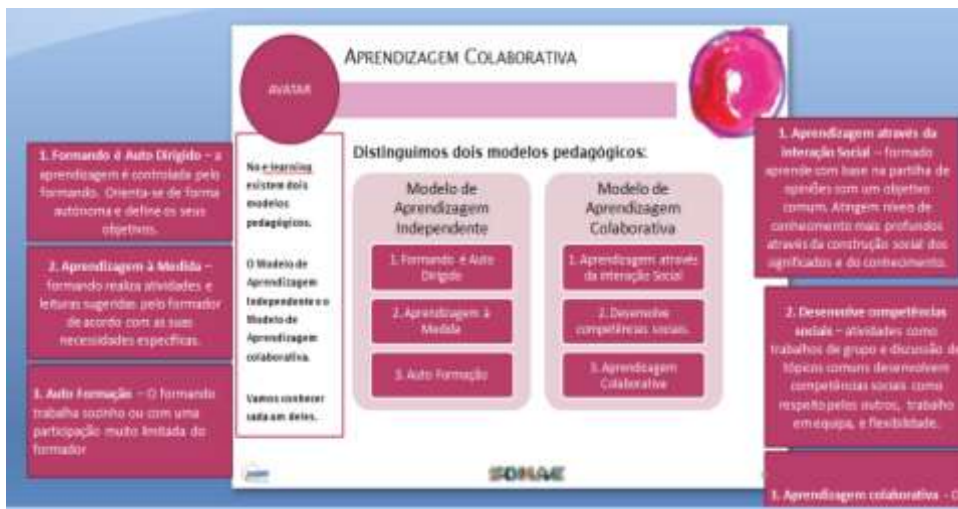 APRENDIZAGEM COLABORATIVA
AVATAR
1. Formando é Auto Dirigido – a
aprendizagem é controlada pelo
formando. Orienta-se de forma
autónoma e define os seus
objetivos.
2. Aprendizagem à Medida –
formando realiza atividades e
leituras sugeridas pelo formador
de acordo com as suas
necessidades específicas.
3. Auto Formação – O formando
trabalha sozinho ou com uma
participação muito limitada do
formador
No e-learning
existem dois
modelos
pedagógicos.
O Modelo de
Aprendizagem
Independente e o
Modelo de
Aprendizagem
colaborativa.
Vamos conhecer
cada um deles.
Distinguimos dois modelos pedagógicos:
Modelo de
Aprendizagem
Independente
1. Formando é Auto
Dirigido
2. Aprendizagem à
Medida
3. Auto Formação
Modelo de
Aprendizagem
Colaborativa
1. Aprendizagem através
da interação Social
2. Desenvolve
competências sociais.
3. Aprendizagem
Colaborativa
1. Aprendizagem através da
interação Social – formado
aprende com base na partilha de
opiniões com um objetivo
comum. Atingem níveis de
conhecimento mais profundos
através da construção social dos
significados e do conhecimento.
2. Desenvolve competências
sociais – atividades como
trabalhos de grupo e discussão de
tópicos comuns desenvolvem
competências sociais como
respeito pelos outros, trabalho
em equipa, e flexibilidade.
1. Aprendizagem colaborativa - O
SONAE